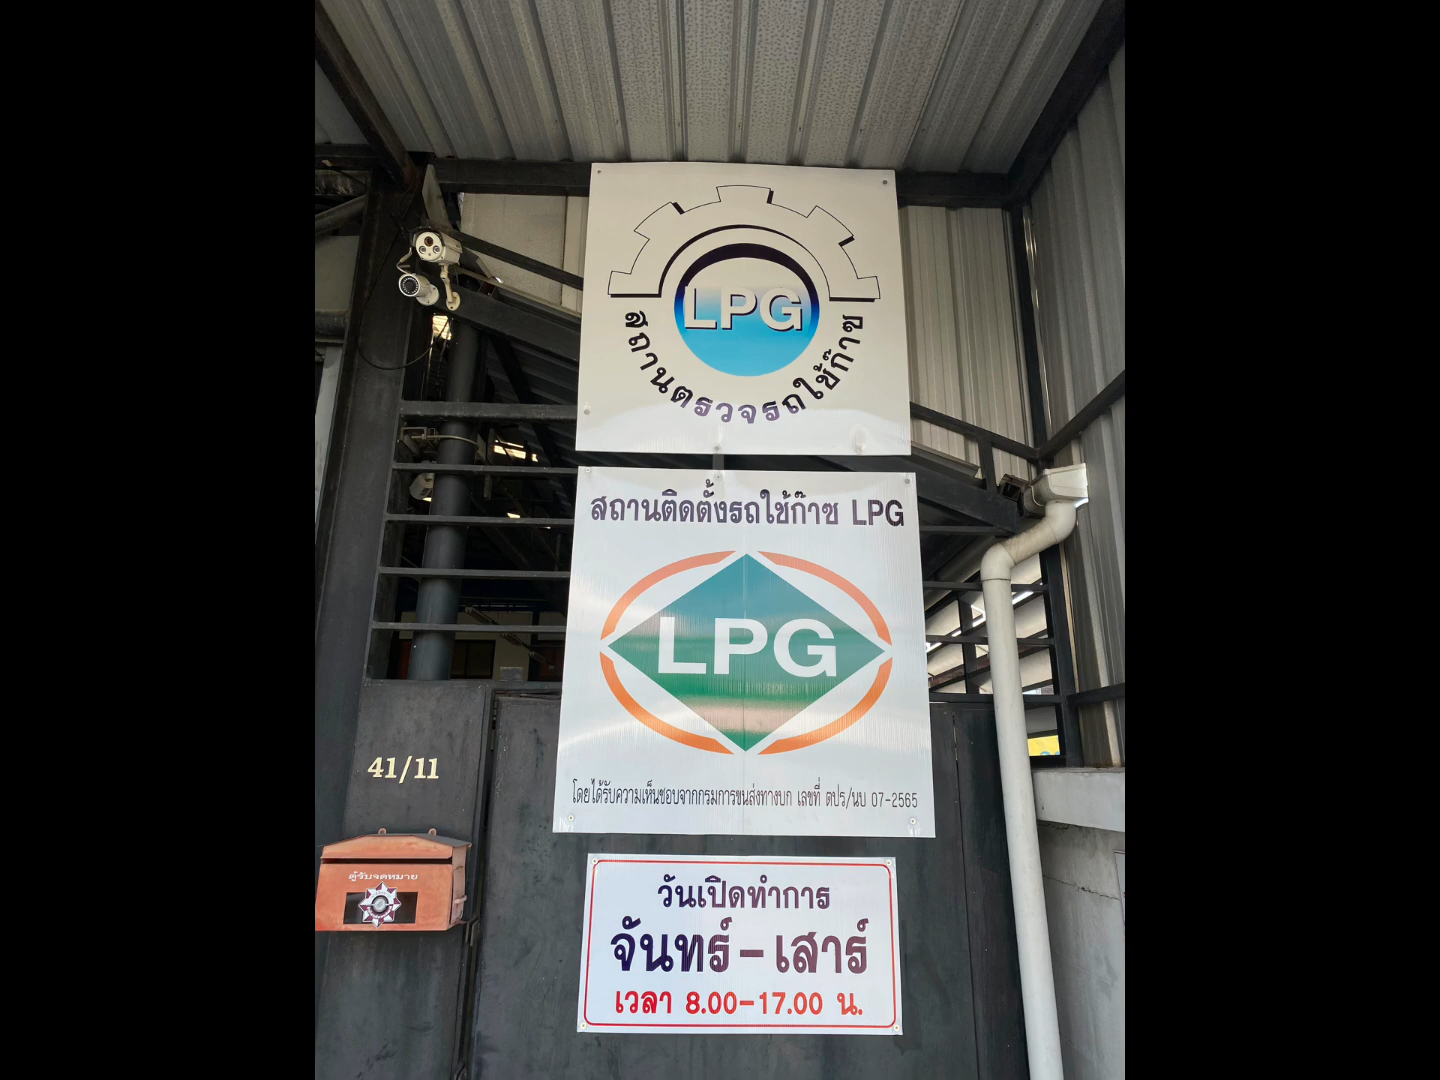 LPG
สถานตรวจรถใช้ก๊าซ
สถานติดตั้งรถใช้ก๊าซ LPG
LPG
โดยได้รับความเห็นชอบจากกรมการขนส่งทางบก เลขที่ ตปร/นบ 07-2565
41/11
ตู้รับจดหมาย
วันเปิดทำการ
จันทร์-เสาร์
เวลา 8.00-17.00 น.